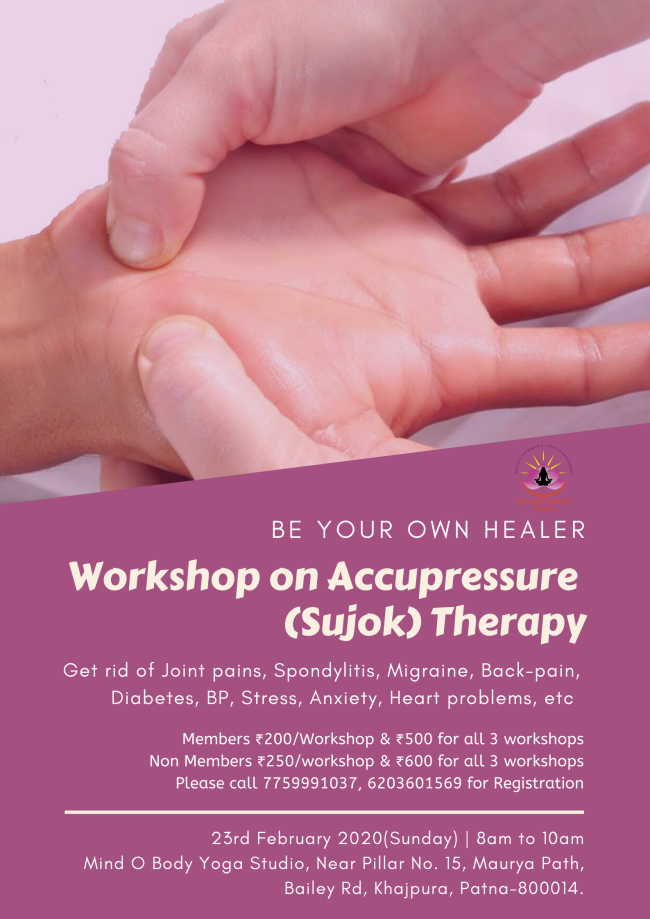 BE YOUR OWN HEALER
Workshop on Accupressure
(Sujok) Therapy
Get rid of Joint pains, Spondylitis, Migraine, Back-pain,
Diabetes, BP, Stress, Anxiety, Heart problems, etc
Members ₹200/Workshop & ₹500 for all 3 workshops
Non Members ₹250/workshop & ₹600 for all 3 workshops
Please call 7759991037, 6203601569 for Registration
23rd February 2020(Sunday) | 8am to 10am
Mind O Body Yoga Studio, Near Pillar No. 15, Maurya Path,
Bailey Rd, Khajpura, Patna-800014.